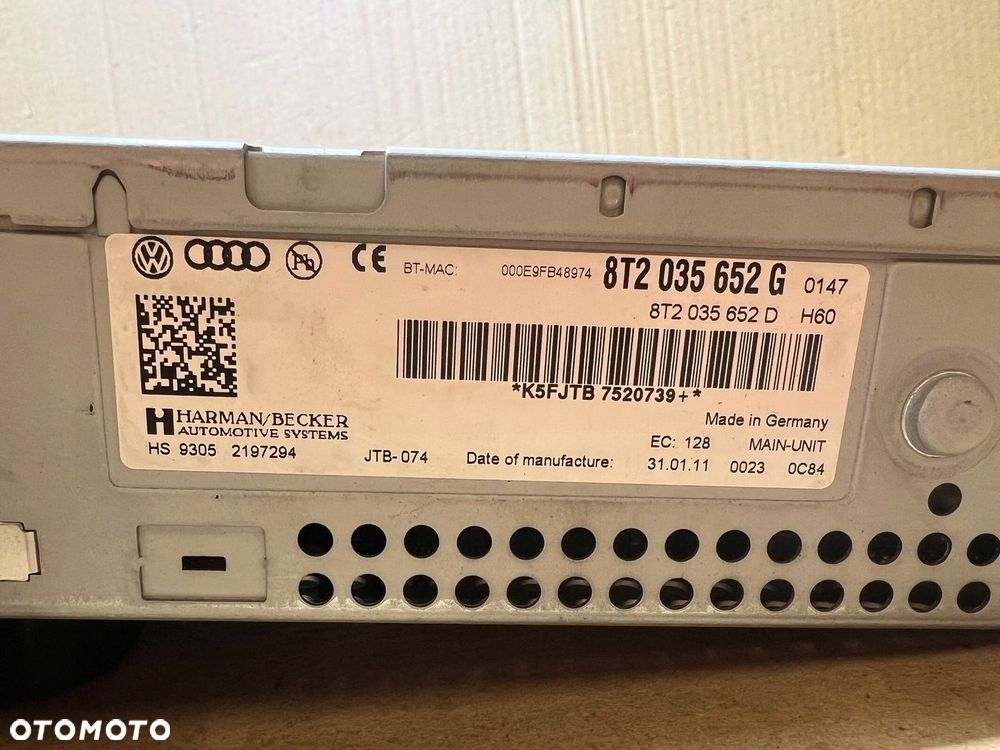 BT-MAC: 000E9FB48974 8T2 035 652 G 0147
8T2 035 652 D H60
*K5FJTB 7520739+*
Made in Germany
HARMAN/BECKER
AUTOMOTIVE SYSTEMS
EC: 128 MAIN-UNIT
HS 9305 2197294 JTB-074 Date of manufacture: 31.01.11 0023 0C84
Pb
CE
OTOMOTO